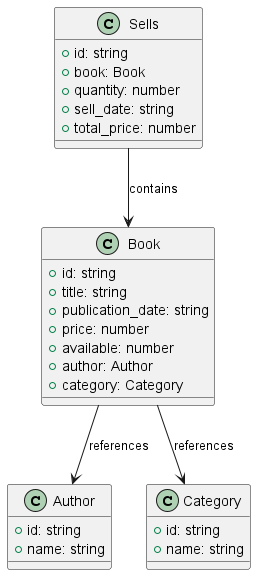 C Sells
id: string
book: Book
quantity: number
sell_date: string
total_price: number
contains
C Book
id: string
title: string
publication_date: string
price: number
available: number
author: Author
category: Category
references
references
C Author
id: string
name: string
C Category
id: string
name: string